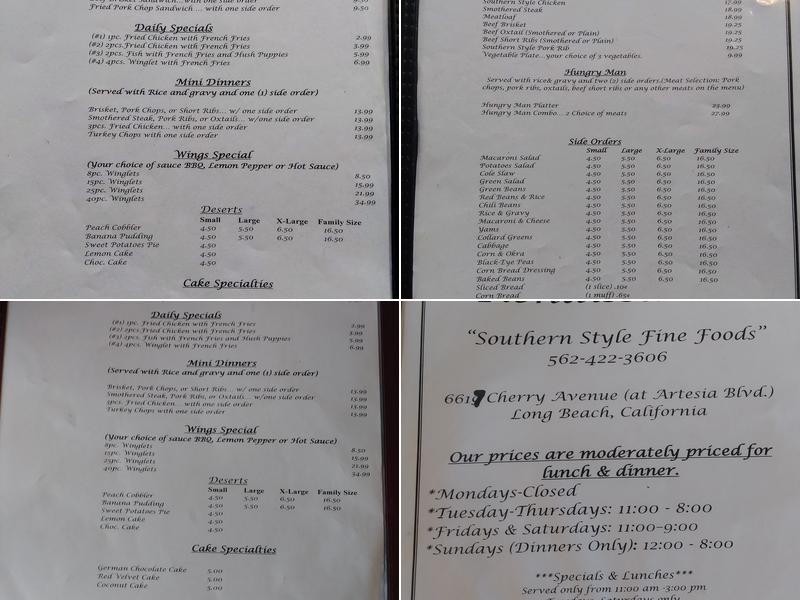 Fried Pork Chop Sandwich .... with one side order 9.50
Daily Specials
(#1) 1pc. Fried Chicken with French Fries 2.99
(#2) 2pcs.Fried Chicken with French Fries 3.99
(#3) 2pcs. Fish with French Fries and Hush Puppies 5.99
(#4) 4pcs. Winglet with French Fries 6.99
Mini Dinners
(Served with Rice and gravy and one (1) side order)
Brisket, Pork Chops, or Short Ribs... w/ one side order 13.99
Smothered Steak, Pork Ribs, or Oxtails ... w/one side order 13.99
3pcs. Fried Chicken... with one side order 13.99
Turkey Chops with one side order 13.99
Wings Special
(Your choice of sauce BBQ, Lemon Pepper or Hot Sauce)
8pc. Winglets 8.50
15pc. Winglets 15.99
25pc. Winglets 21.99
40pc. Winglets 34.99
Deserts
Small Large X-Large Family Size
Peach Cobbler 4.50 5.50 6.50 16.50
Banana Pudding 4.50 5.50 6.50 16.50
Sweet Potatoes Pie 4.50
Lemon Cake 4.50
Choc. Cake 4.50
Cake Specialties
Southern Style Chicken 17.99
Smothered Steak 18.99
Meatloaf 18.99
Beef Brisket 19.25
Beef Oxtail (Smothered or Plain) 19.25
Beef Short Ribs (Smothered or Plain) 19.25
Southern Style Pork Rib 19.25
Vegetable Plate...your choice of 3 vegetables. 9.99
Hungry Man
Served with rice& gravy and two (2) side orders.(Meat Selection: Pork
chops, pork ribs, oxtails, beef short ribs or any other meats on the menu)
Hungry Man Platter 23.99
Hungry Man Combo... 2 Choice of meats 27.99
Side Orders
Small Large X-Large Family Size
Macaroni Salad 4.50 5.50 6.50 16.50
Potatoes Salad 4.50 5.50 6.50 16.50
Cole Slaw 4.50 5.50 6.50 16.50
Green Salad 4.50 5.50 6.50 16.50
Green Beans 4.50 5.50 6.50 16.50
Red Beans & Rice 4.50 5.50 6.50 16.50
Chili Beans 4.50 5.50 6.50 16.50
Rice & Gravy 4.50 5.50 6.50 16.50
Macaroni & Cheese 4.50 5.50 6.50 16.50
Yams 4.50 5.50 6.50 16.50
Collard Greens 4.50 5.50 6.50 16.50
Cabbage 4.50 5.50 6.50 16.50
Corn & Okra 4.50 5.50 6.50 16.50
Black-Eye Peas 4.50 5.50 6.50 16.50
Corn Bread Dressing 4.50 5.50 6.50 16.50
Baked Beans 4.50 5.50 6.50 16.50
Sliced Bread (1 slice) .10¢
Corn Bread (1 muff) .65¢
Daily Specials
(#1) 1pc. Fried Chicken with French Fries 2.99
(#2) 2pcs.Fried Chicken with French Fries 3.99
(#3) 2pcs. Fish with French Fries and Hush Puppies 5.99
(#4) 4pcs. Winglet with French Fries 6.99
Mini Dinners
(Served with Rice and gravy and one (1) side order)
Brisket, Pork Chops, or Short Ribs... w/ one side order 13.99
Smothered Steak, Pork Ribs, or Oxtails ... w/one side order 13.99
3pcs. Fried Chicken... with one side order 13.99
Turkey Chops with one side order 13.99
Wings Special
(Your choice of sauce BBQ, Lemon Pepper or Hot Sauce)
8pc. Winglets 8.50
15pc. Winglets 15.99
25pc. Winglets 21.99
40pc. Winglets 34.99
Deserts
Small Large X-Large Family Size
Peach Cobbler 4.50 5.50 6.50 16.50
Banana Pudding 4.50 5.50 6.50 16.50
Sweet Potatoes Pie 4.50
Lemon Cake 4.50
Choc. Cake 4.50
Cake Specialties
German Chocolate Cake 5.00
Red Velvet Cake 5.00
Coconut Cake 5.00
"Southern Style Fine Foods"
562-422-3606
6617 Cherry Avenue (at Artesia Blvd.)
Long Beach, California
Our prices are moderately priced for
lunch & dinner.
*Mondays-Closed
*Tuesday-Thursdays: 11:00 - 8:00
*Fridays & Saturdays: 11:00-9:00
*Sundays (Dinners Only): 12:00 - 8:00
***Specials & Lunches***
Served only from 11:00 am -3:00 pm